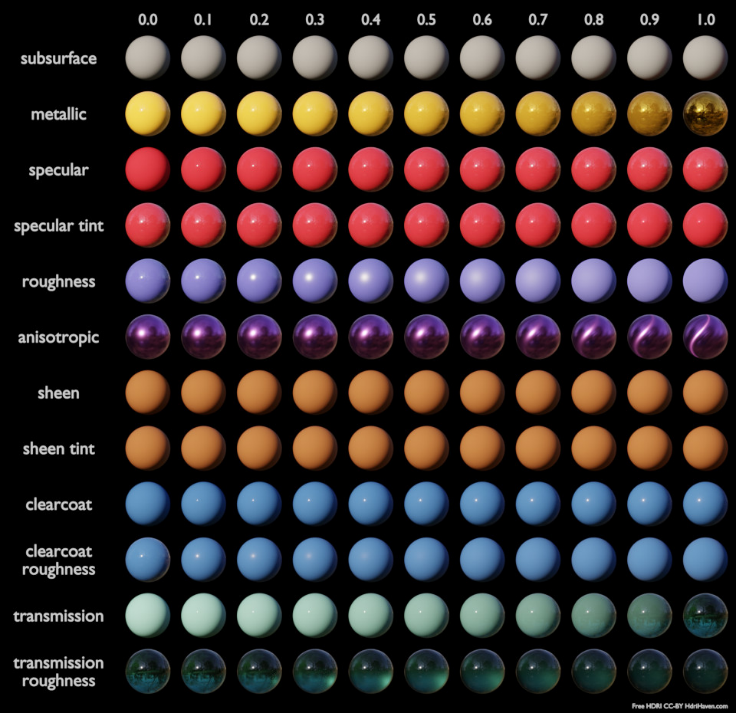 0.0 0.1 0.2 0.3 0.4 0.5 0.6 0.7 0.8 0.9 1.0
subsurface
metallic
specular
specular tint
roughness
anisotropic
sheen
sheen tint
clearcoat
clearcoat
roughness
transmission
transmission
roughness
Free HDRI CC-BY HdriHaven.com